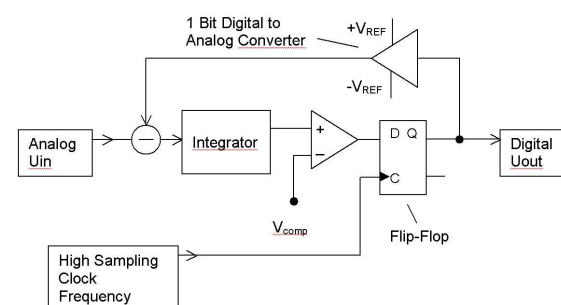 1 Bit Digital to
Analog Converter
+VREF
-VREF
Analog
Uin
Integrator
+
−
D Q
C
Digital
Uout
Vcomp
Flip-Flop
High Sampling
Clock
Frequency